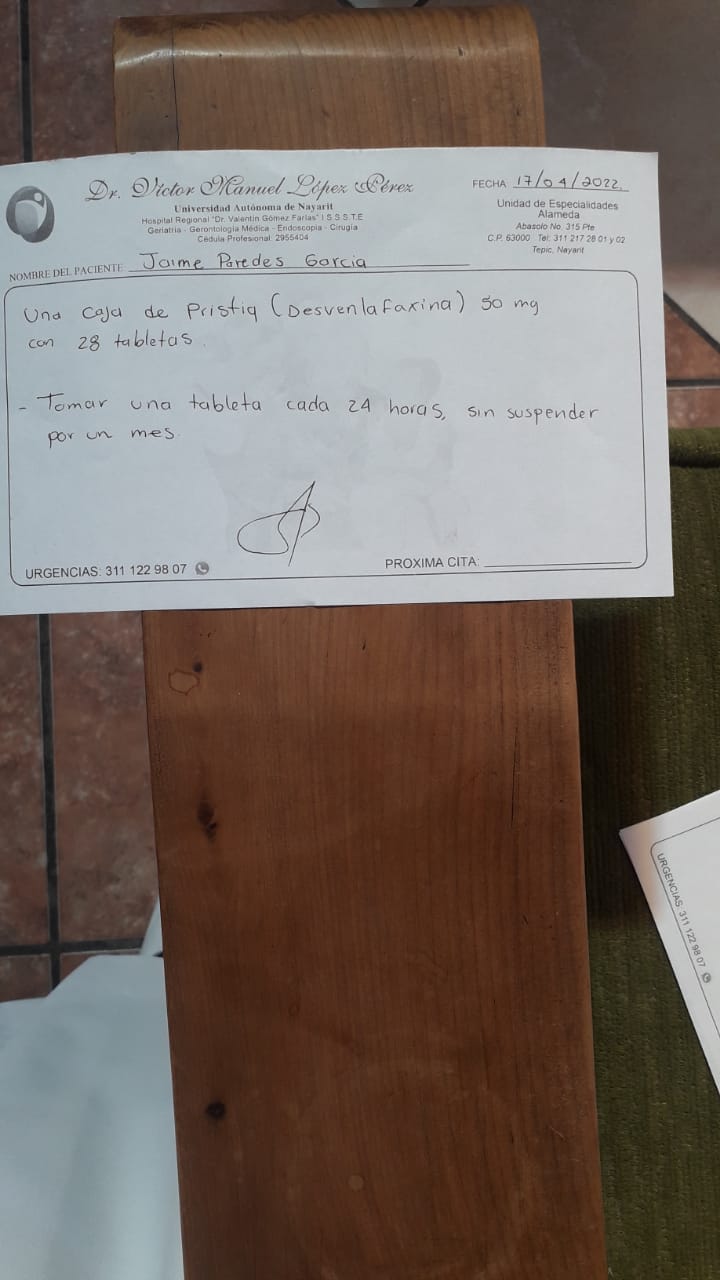 Dr. Víctor Manuel López Pérez
Universidad Autónoma de Nayarit
Hospital Regional "Dr. Valentín Gómez Farias" I.S.S.S.T.E
Geriatría - Gerontología Médica - Endoscopia - Cirugía
Cédula Profesional: 2955404
FECHA 17/04/2022
Unidad de Especialidades
Alameda
Abasolo No. 315 Pte
C.P. 63000 Tel: 311 217 28 01 y 02
Tepic, Nayarit
NOMBRE DEL PACIENTE Jaime Paredes Garcia
Una caja de Pristiq (Desvenlafaxina) 50 mg
con 28 tabletas.
- Tomar una tableta cada 24 horas, sin suspender
por un mes.
URGENCIAS: 311 122 98 07
PROXIMA CITA:
URGENCIAS: 311 122 98 07